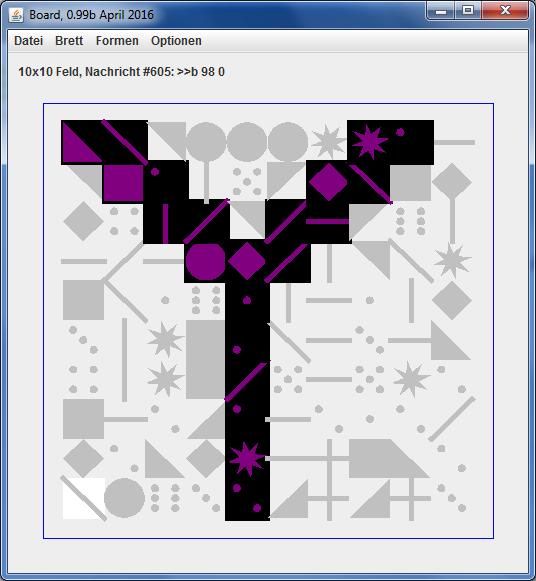 Board, 0.99b April 2016
Datei Brett Formen Optionen
10x10 Feld, Nachricht #605: >>b 98 0